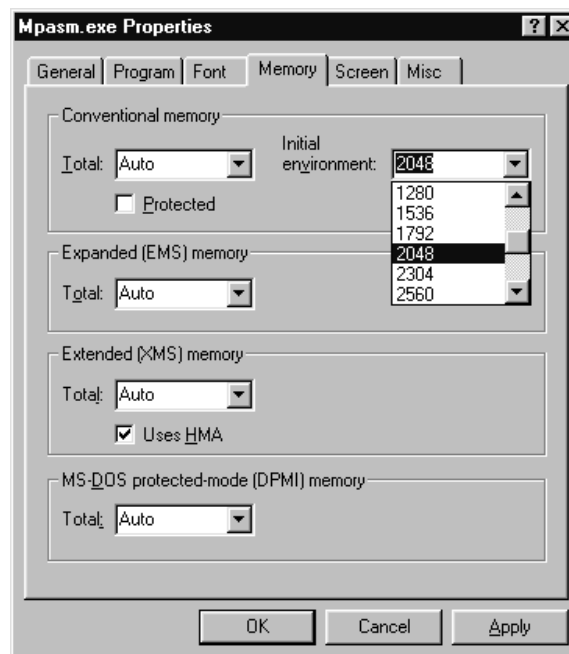 Mpasm.exe Properties
General Program Font Memory Screen Misc
Conventional memory
Total: Auto Initial environment: 2048
Protected
1280
1536
1792
2048
2304
2560
Expanded (EMS) memory
Total: Auto
Extended (XMS) memory
Total: Auto
Uses HMA
MS-DOS protected-mode (DPMI) memory
Total: Auto
OK Cancel Apply